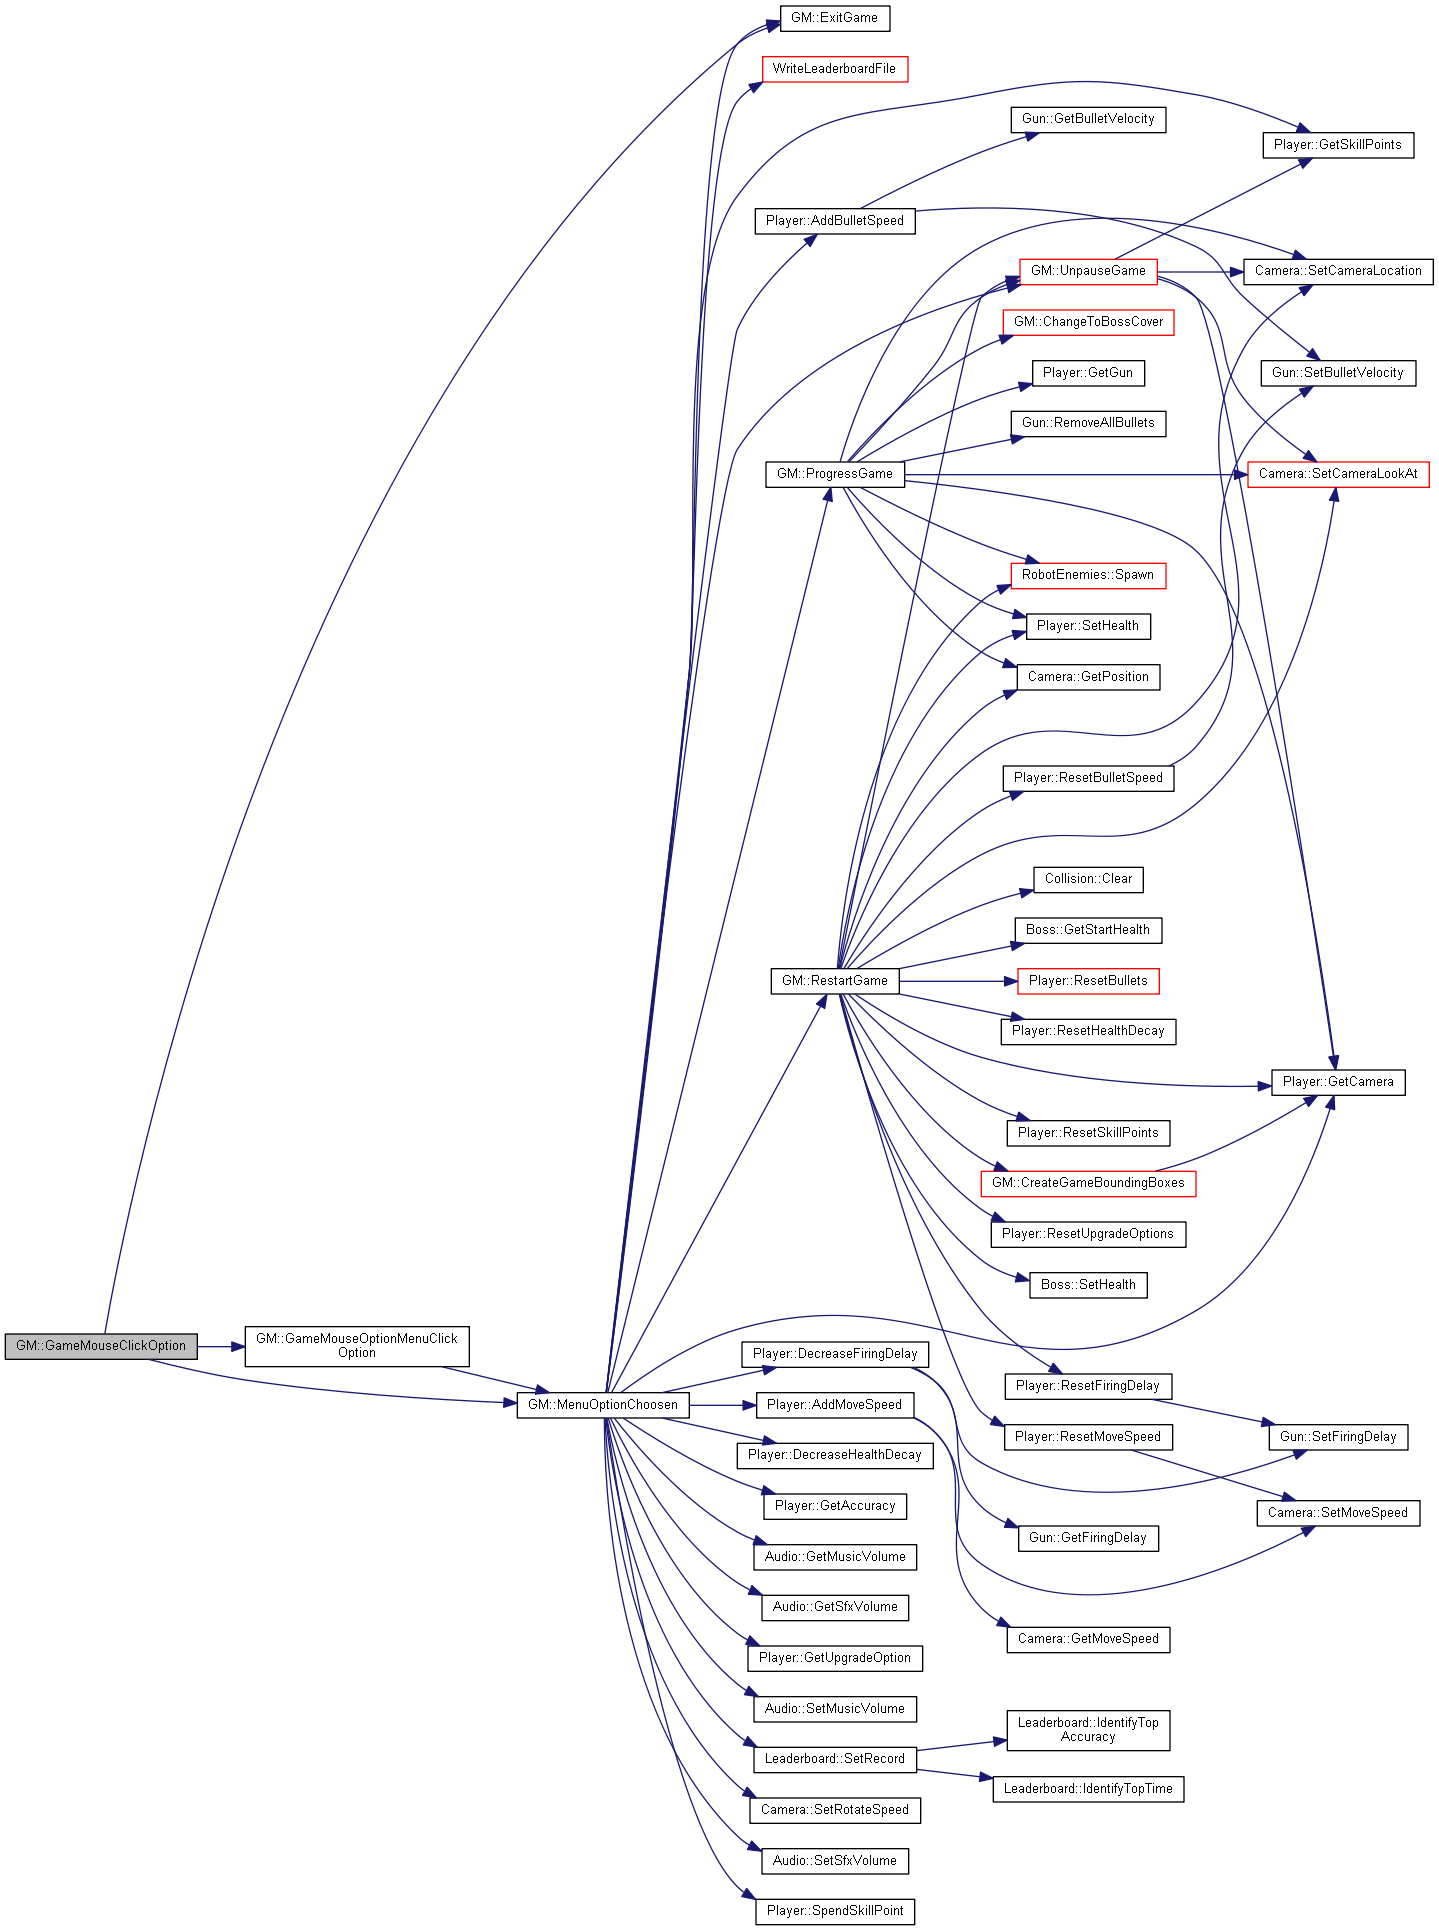 GM::ExitGame
WriteLeaderboardFile
Gun::GetBulletVelocity
Player::GetSkillPoints
Player::AddBulletSpeed
GM::UnpauseGame
Camera::SetCameraLocation
GM::ChangeToBossCover
Player::GetGun
Gun::SetBulletVelocity
Gun::RemoveAllBullets
GM::ProgressGame
Camera::SetCameraLookAt
RobotEnemies::Spawn
Player::SetHealth
Camera::GetPosition
Player::ResetBulletSpeed
Collision::Clear
Boss::GetStartHealth
GM::RestartGame
Player::ResetBullets
Player::ResetHealthDecay
Player::GetCamera
Player::ResetSkillPoints
GM::CreateGameBoundingBoxes
Player::ResetUpgradeOptions
Boss::SetHealth
GM::GameMouseClickOption
GM::GameMouseOptionMenuClick
Option
Player::DecreaseFiringDelay
Player::ResetFiringDelay
GM::MenuOptionChoosen
Player::AddMoveSpeed
Player::ResetMoveSpeed
Gun::SetFiringDelay
Player::DecreaseHealthDecay
Player::GetAccuracy
Camera::SetMoveSpeed
Gun::GetFiringDelay
Audio::GetMusicVolume
Audio::GetSfxVolume
Camera::GetMoveSpeed
Player::GetUpgradeOption
Audio::SetMusicVolume
Leaderboard::IdentifyTop
Accuracy
Leaderboard::SetRecord
Leaderboard::IdentifyTopTime
Camera::SetRotateSpeed
Audio::SetSfxVolume
Player::SpendSkillPoint